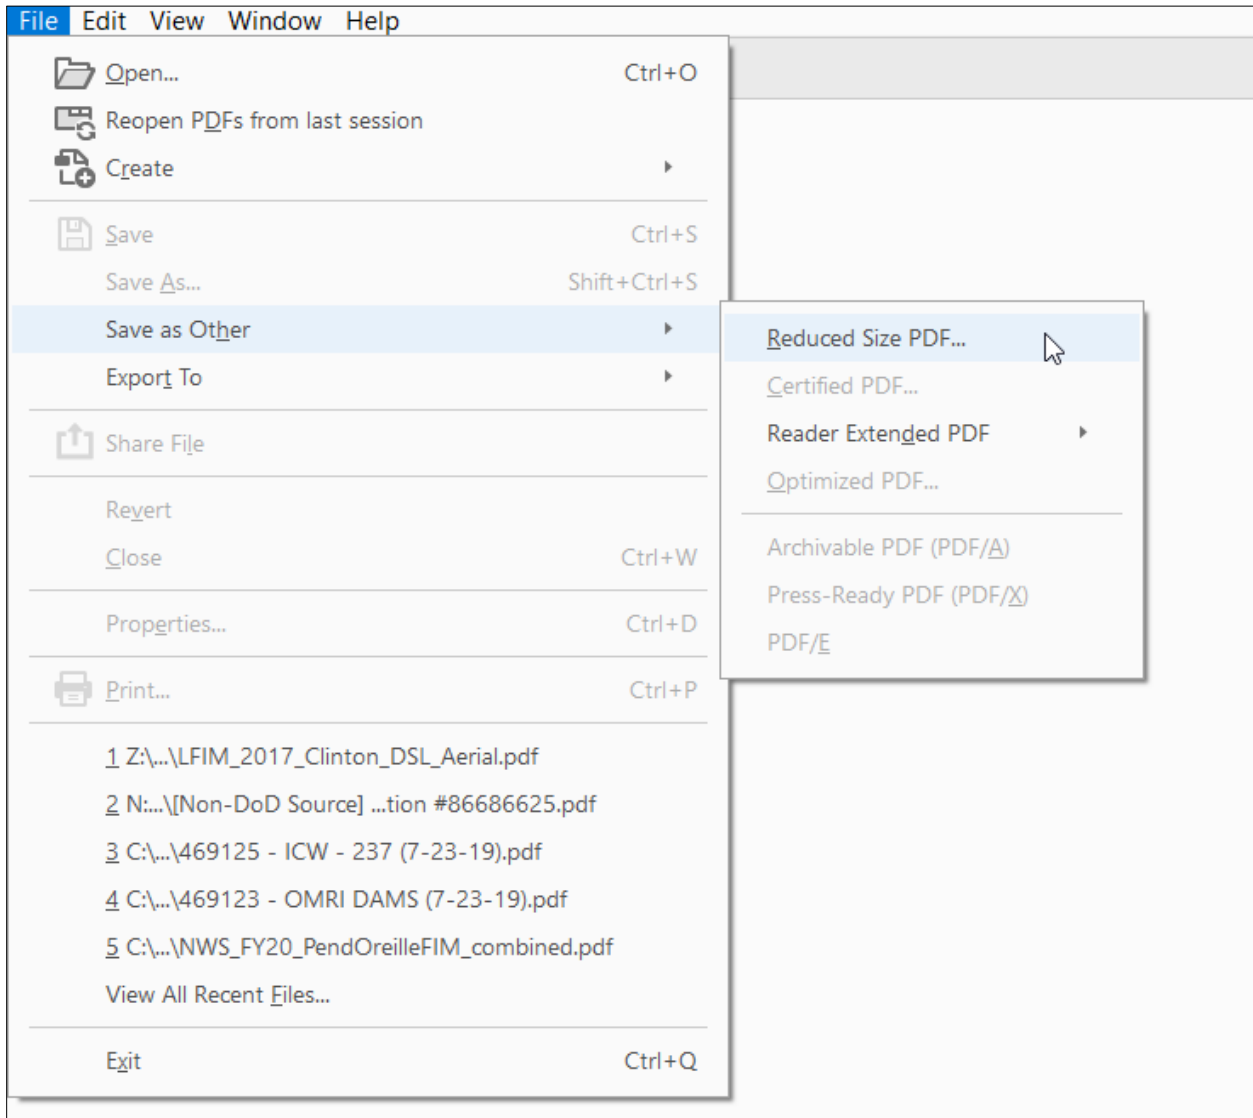 File Edit View Window Help
Open... Ctrl+O
Reopen PDFs from last session
Create
Save Ctrl+S
Save As... Shift+Ctrl+S
Save as Other
Export To
Share File
Revert
Close Ctrl+W
Properties... Ctrl+D
Print... Ctrl+P
1 Z:\...\LFIM_2017_Clinton_DSL_Aerial.pdf
2 N:...\[Non-DoD Source] ...tion #86686625.pdf
3 C:\...\469125 - ICW - 237 (7-23-19).pdf
4 C:\...\469123 - OMRI DAMS (7-23-19).pdf
5 C:\...\NWS_FY20_PendOreilleFIM_combined.pdf
View All Recent Files...
Exit Ctrl+Q
Reduced Size PDF...
Certified PDF...
Reader Extended PDF
Optimized PDF...
Archivable PDF (PDF/A)
Press-Ready PDF (PDF/X)
PDF/E